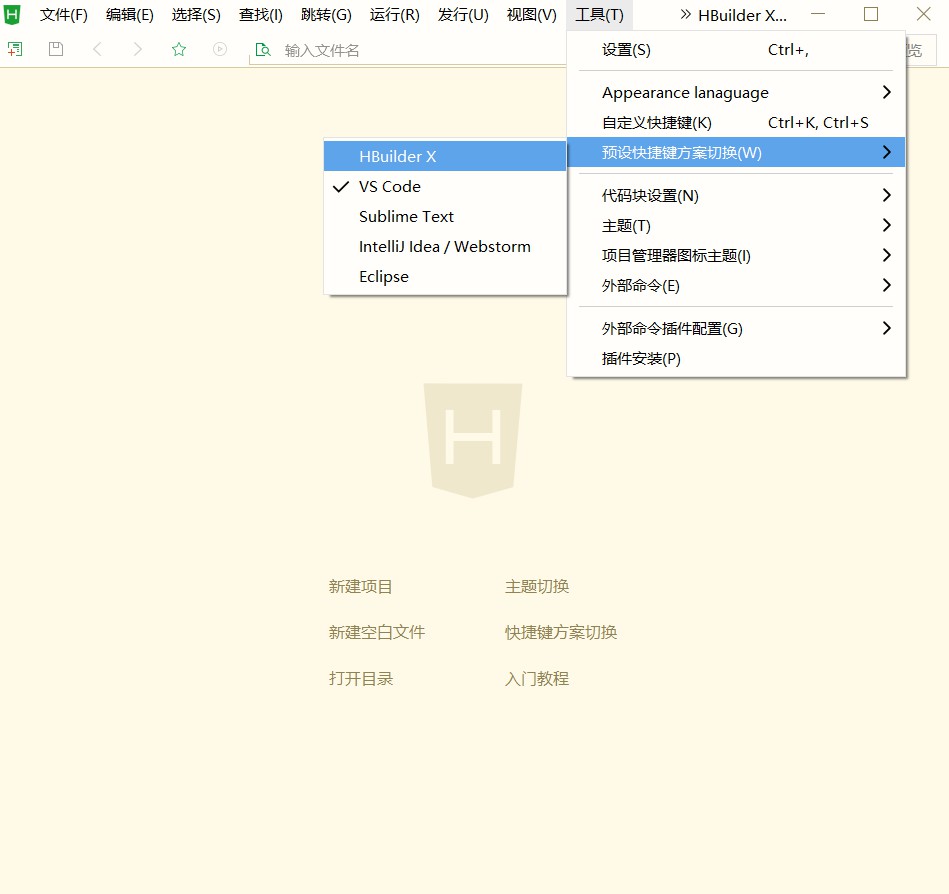 文件(F) 编辑(E) 选择(S) 查找(I) 跳转(G) 运行(R) 发行(U) 视图(V) 工具(T) HBuilder X...
输入文件名
览
设置(S) Ctrl+,
Appearance lanaguage
自定义快捷键(K) Ctrl+K, Ctrl+S
预设快捷键方案切换(W)
HBuilder X
VS Code
Sublime Text
IntelliJ Idea / Webstorm
Eclipse
代码块设置(N)
主题(T)
项目管理器图标主题(I)
外部命令(E)
外部命令插件配置(G)
插件安装(P)
H
新建项目 主题切换
新建空白文件 快捷键方案切换
打开目录 入门教程